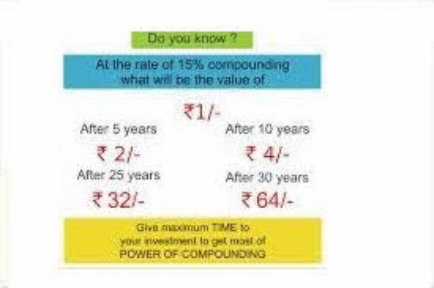 Do you know ?
At the rate of 15% compounding
what will be the value of
₹1/-
After 5 years
After 10 years
₹ 2/-
₹ 4/-
After 25 years
After 30 years
₹ 32/-
₹ 64/-
Give maximum TIME to
your investment to get most of
POWER OF COMPOUNDING